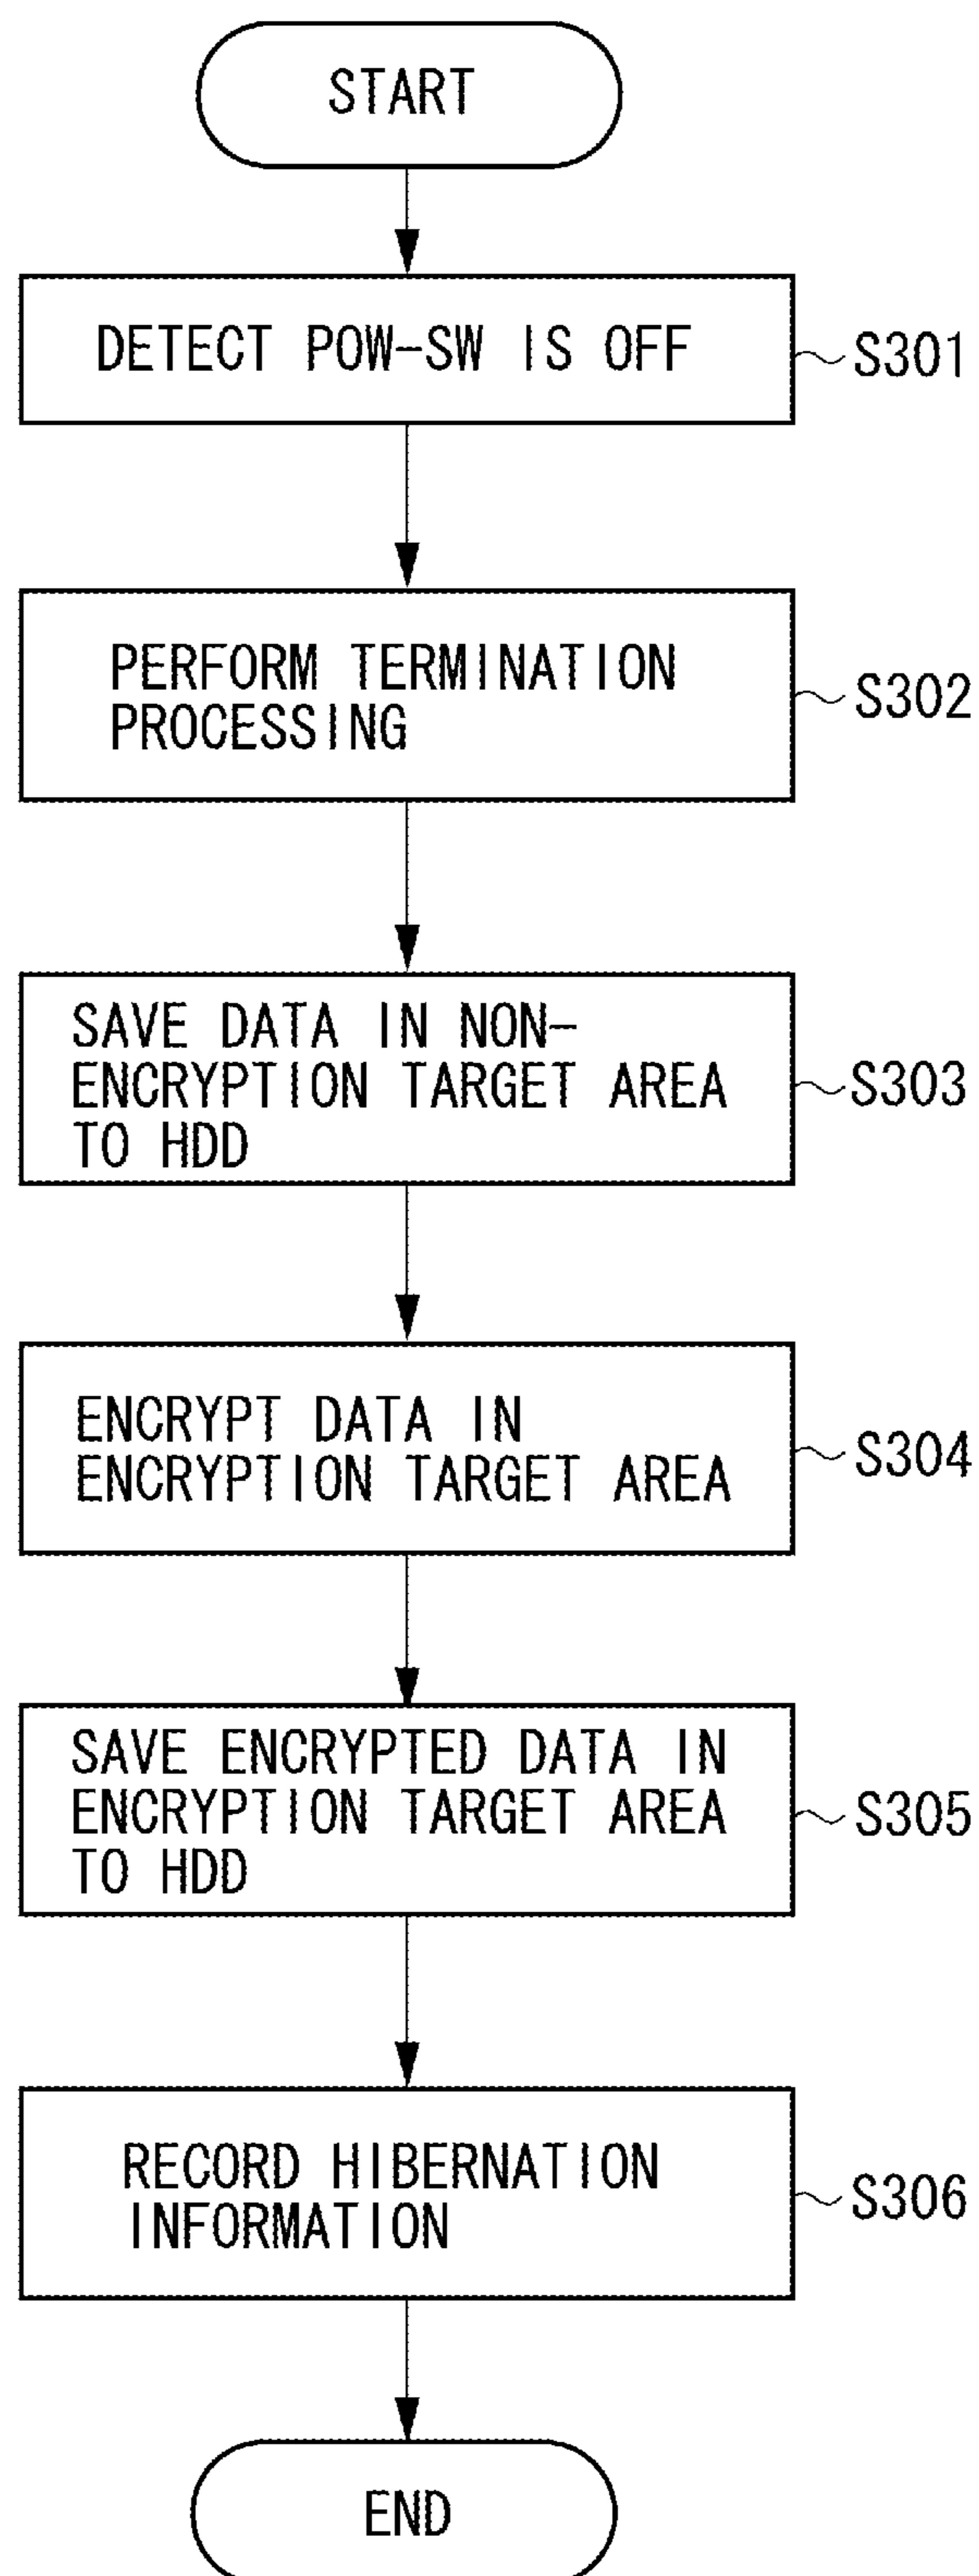 START
DETECT POW-SW IS OFF
S301
PERFORM TERMINATION
PROCESSING
S302
SAVE DATA IN NON-
ENCRYPTION TARGET AREA
TO HDD
S303
ENCRYPT DATA IN
ENCRYPTION TARGET AREA
S304
SAVE ENCRYPTED DATA IN
ENCRYPTION TARGET AREA
TO HDD
S305
RECORD HIBERNATION
INFORMATION
S306
END